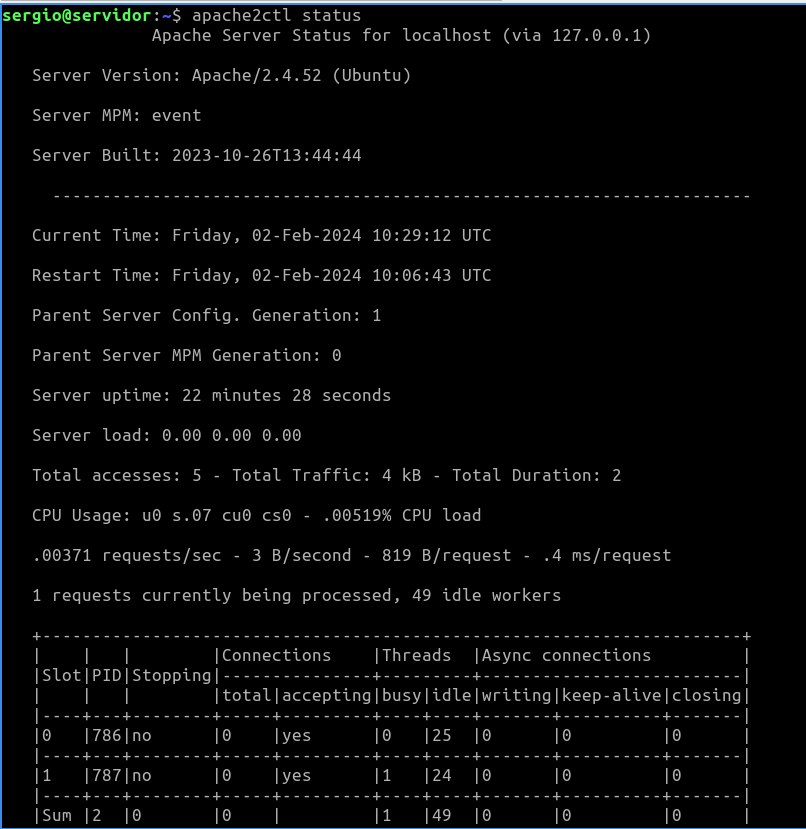 sergio@servidor:~$ apache2ctl status
            Apache Server Status for localhost (via 127.0.0.1)
Server Version: Apache/2.4.52 (Ubuntu)
Server MPM: event
Server Built: 2023-10-26T13:44:44
----------------------------------------------------------------------
Current Time: Friday, 02-Feb-2024 10:29:12 UTC
Restart Time: Friday, 02-Feb-2024 10:06:43 UTC
Parent Server Config. Generation: 1
Parent Server MPM Generation: 0
Server uptime: 22 minutes 28 seconds
Server load: 0.00 0.00 0.00
Total accesses: 5 - Total Traffic: 4 kB - Total Duration: 2
CPU Usage: u0 s.07 cu0 cs0 - .00519% CPU load
.00371 requests/sec - 3 B/second - 819 B/request - .4 ms/request
1 requests currently being processed, 49 idle workers
+----------------------------------------------------------------------+
|    |   |        |Connections    |Threads  |Async connections         |
|Slot|PID|Stopping|---------------+---------+--------------------------|
|    |   |        |total|accepting|busy|idle|writing|keep-alive|closing|
|----+---+--------+-----+---------+----+----+-------+----------+-------|
|0   |786|no      |0    |yes      |0   |25  |0      |0         |0      |
|----+---+--------+-----+---------+----+----+-------+----------+-------|
|1   |787|no      |0    |yes      |1   |24  |0      |0         |0      |
|----+---+--------+-----+---------+----+----+-------+----------+-------|
|Sum |2  |0       |0    |         |1   |49  |0      |0         |0      |